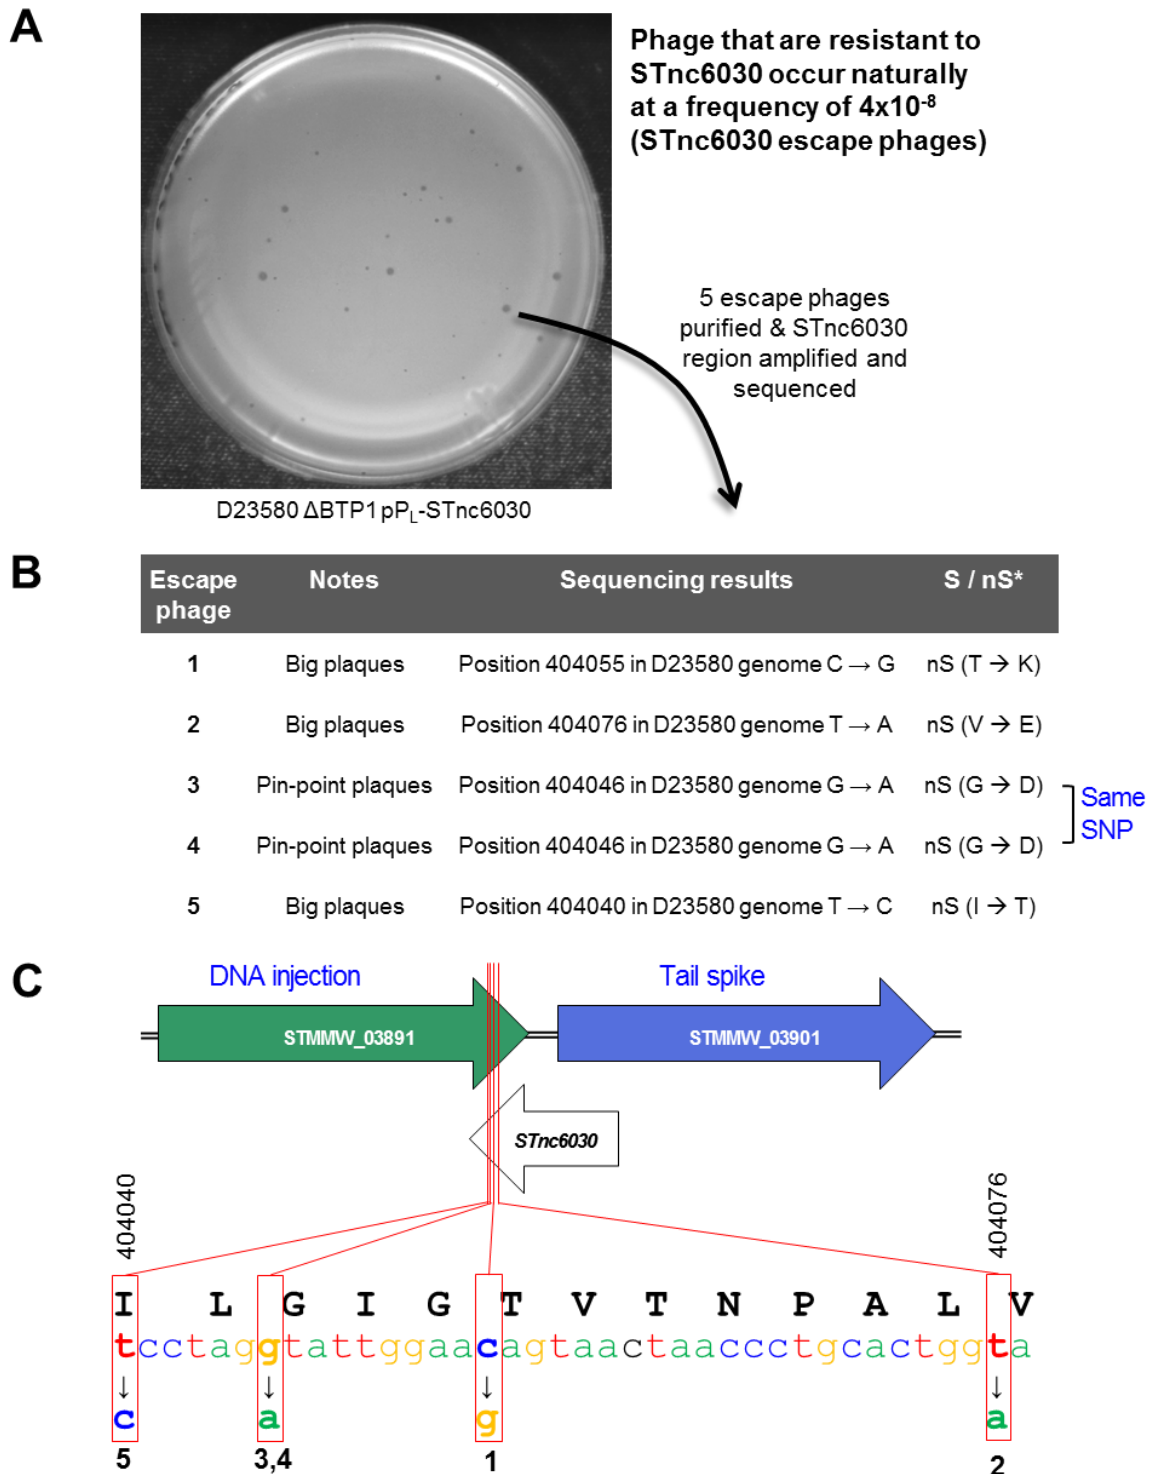 A
Phage that are resistant to
STnc6030 occur naturally
at a frequency of 4x10⁻⁸
(STnc6030 escape phages)
5 escape phages
purified & STnc6030
region amplified and
sequenced
D23580 ΔBTP1 pPL-STnc6030
B
Escape phage Notes Sequencing results S / nS*
1 Big plaques Position 404055 in D23580 genome C → G nS (T → K)
2 Big plaques Position 404076 in D23580 genome T → A nS (V → E)
3 Pin-point plaques Position 404046 in D23580 genome G → A nS (G → D)
4 Pin-point plaques Position 404046 in D23580 genome G → A nS (G → D)
Same
SNP
5 Big plaques Position 404040 in D23580 genome T → C nS (I → T)
C
DNA injection Tail spike
STMMW_03891 STMMW_03901
STnc6030
404040 404076
I L G I G T V T N P A L V
tcctaggtattggaacagtaactaaccctgcactggta
↓ ↓ ↓ ↓
c a g a
5 3,4 1 2